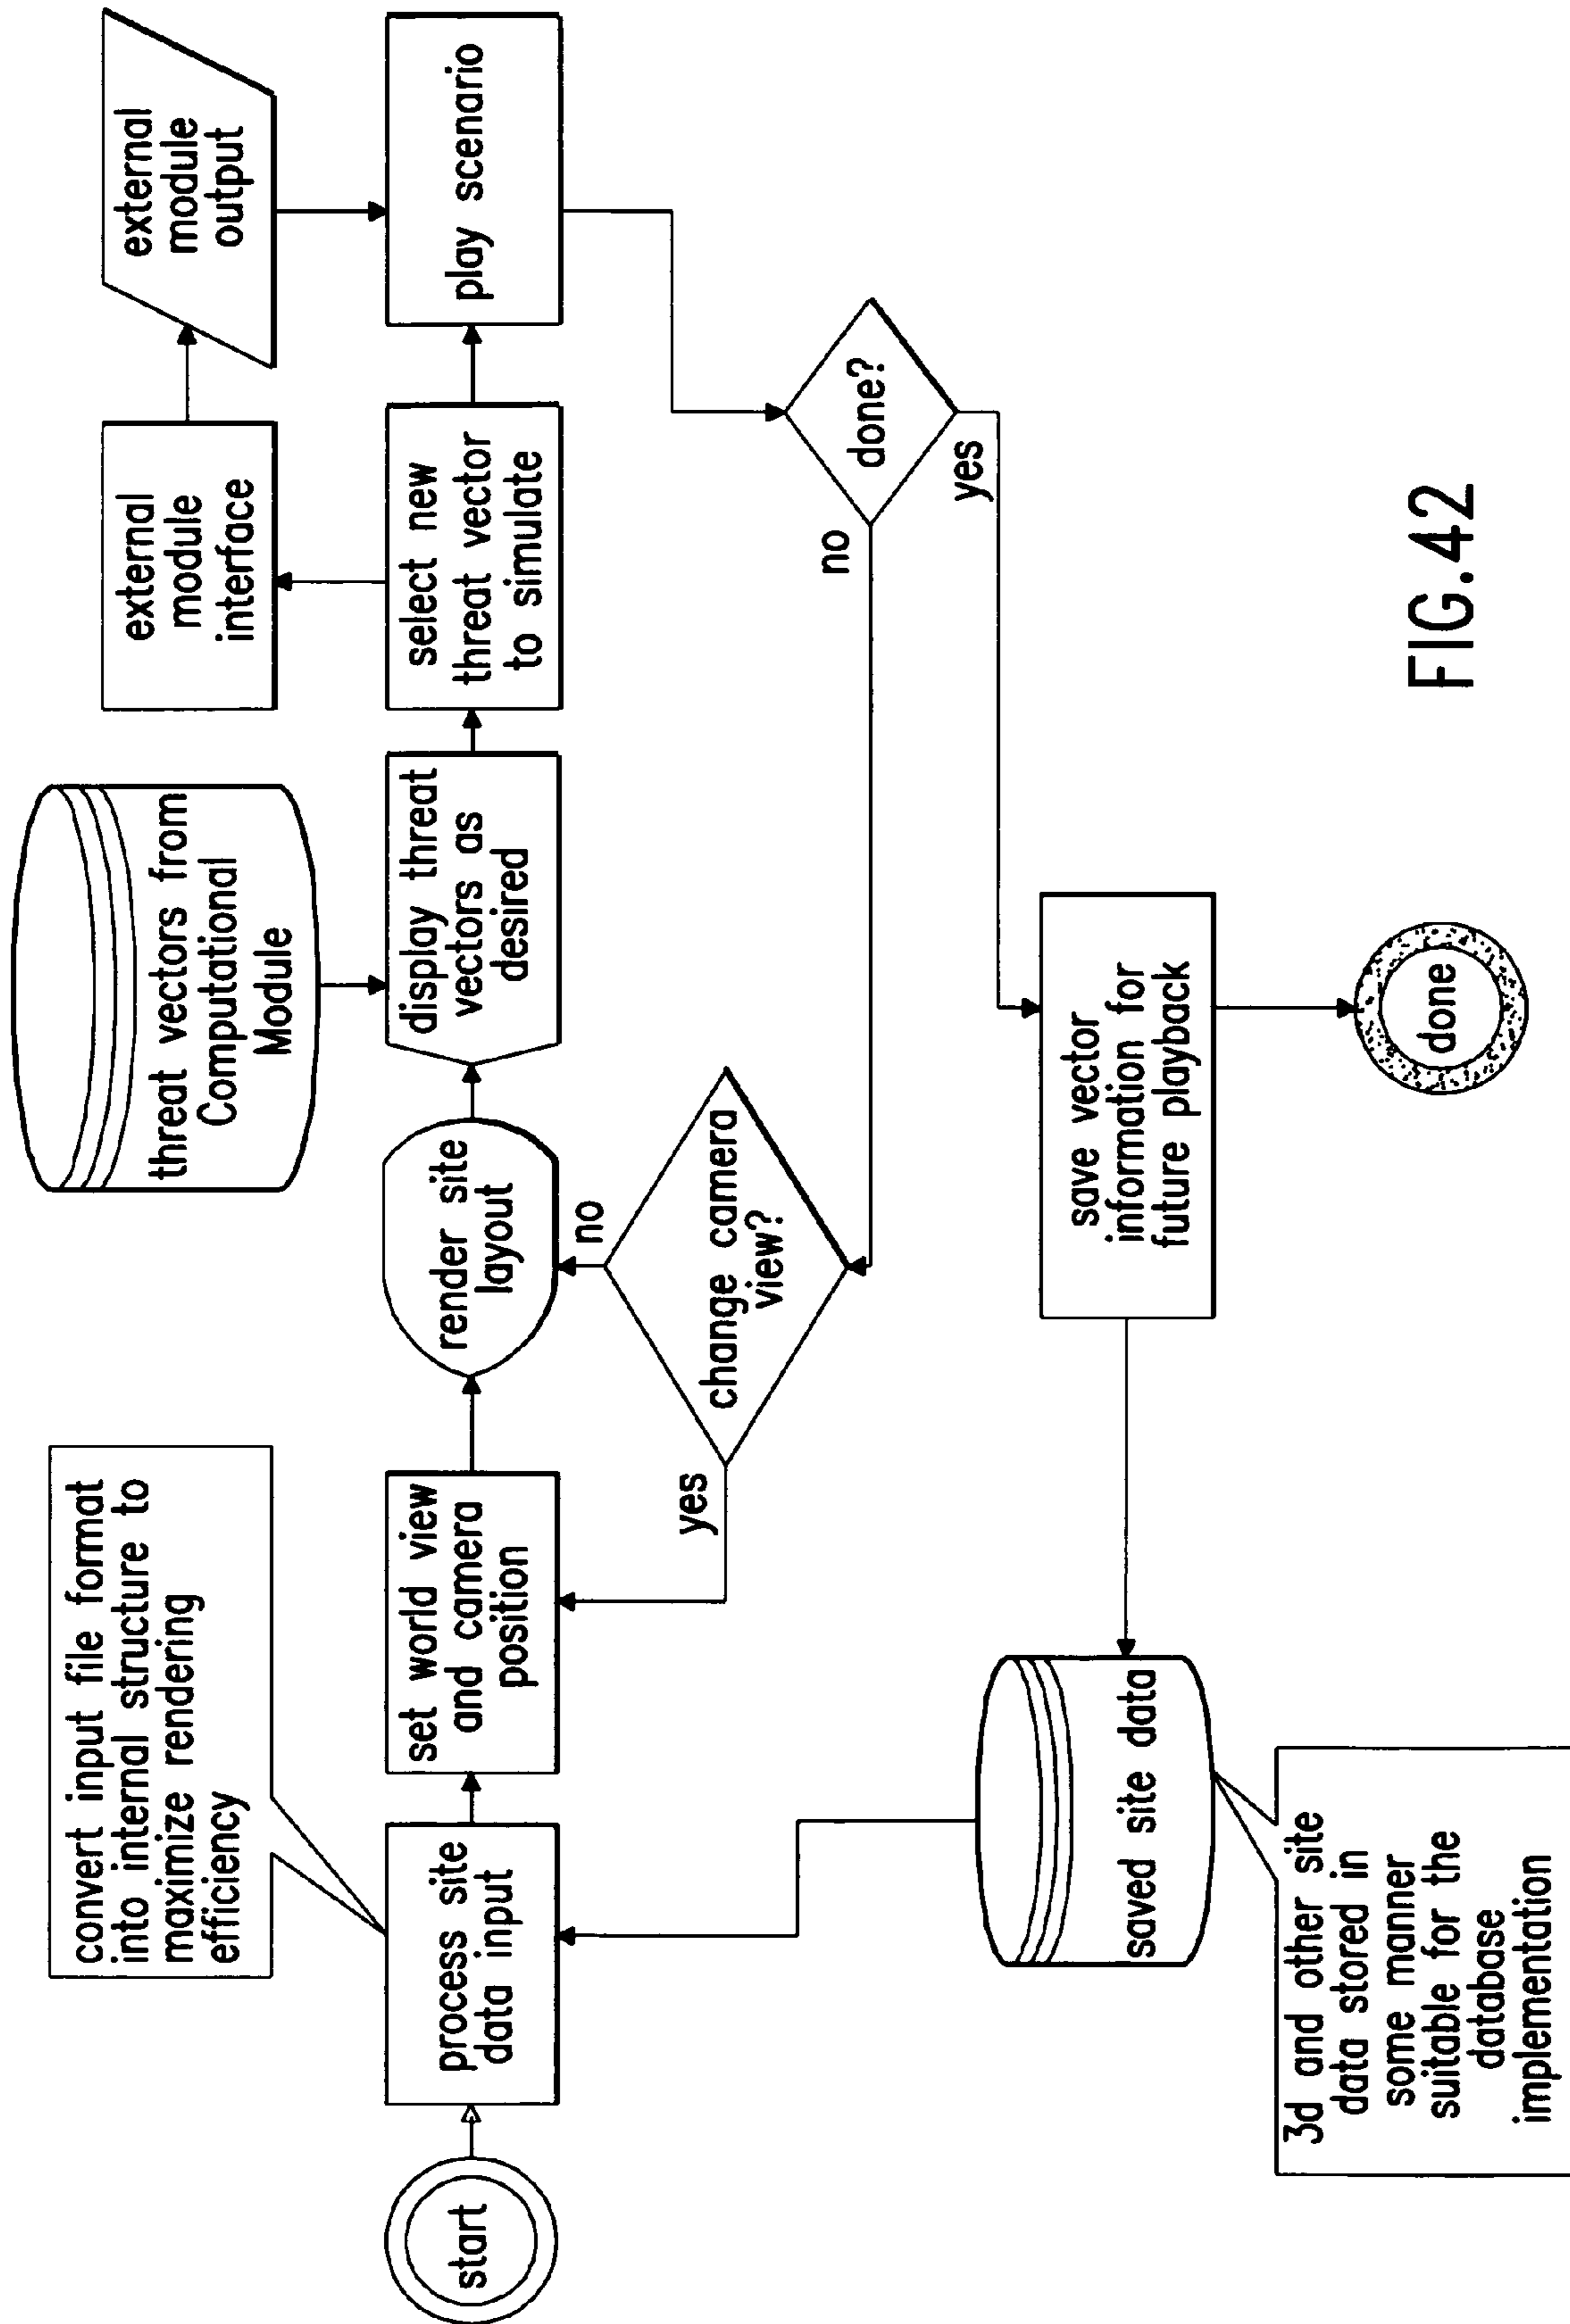 convert input file format
into internal structure to
maximize rendering
efficiency
threat vectors from
Computational
Module
external
module
interface
external
module
output
start
process site
data input
set world view
and camera
position
render site
layout
display threat
vectors as
desired
select new
threat vector
to simulate
play scenario
yes
change camera
view?
no
no
done?
yes
saved site data
save vector
information for
future playback
3d and other site
data stored in
some manner
suitable for the
database
implementation
done
FIG.42